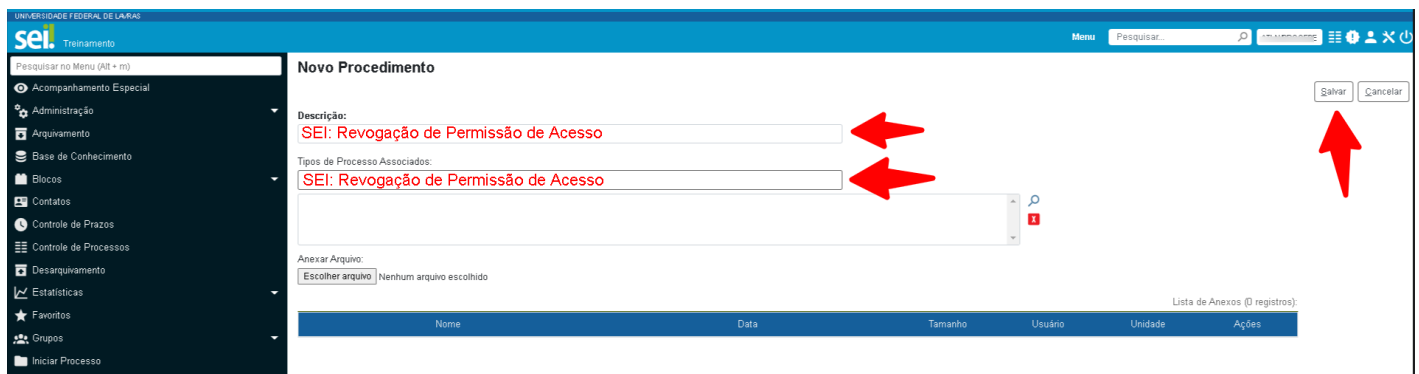 UNIVERSIDADE FEDERAL DE LAVRAS
sei! Treinamento
Menu
Pesquisar...
Pesquisar no Menu (Alt + m)
Acompanhamento Especial
Administração
Arquivamento
Base de Conhecimento
Blocos
Contatos
Controle de Prazos
Controle de Processos
Desarquivamento
Estatísticas
Favoritos
Grupos
Iniciar Processo
Novo Procedimento
Salvar
Cancelar
Descrição:
SEI: Revogação de Permissão de Acesso
Tipos de Processo Associados:
SEI: Revogação de Permissão de Acesso
Anexar Arquivo:
Escolher arquivo Nenhum arquivo escolhido
Lista de Anexos (0 registros):
Nome Data Tamanho Usuário Unidade Ações